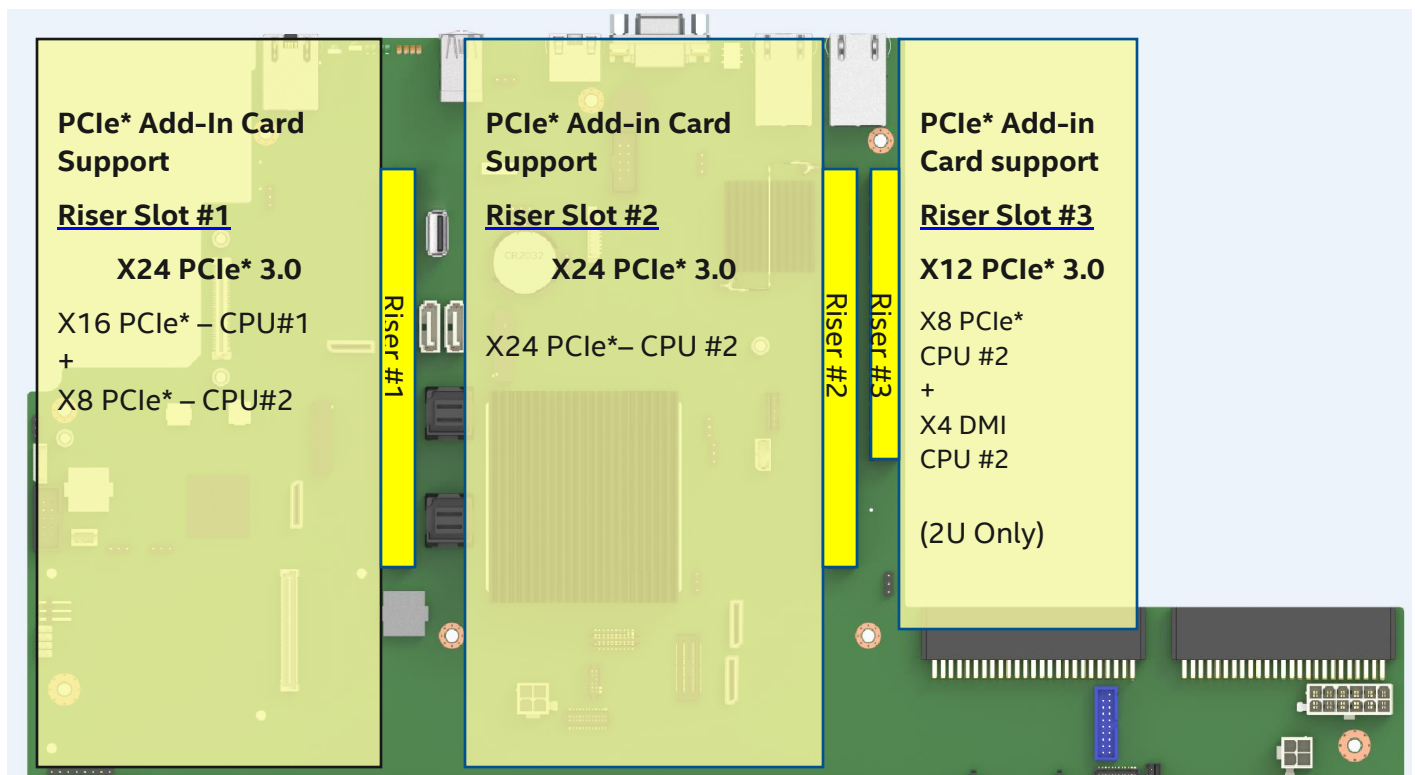 PCIe* Add-In Card
Support
Riser Slot #1
X24 PCIe* 3.0
X16 PCIe* – CPU#1
+
X8 PCIe* – CPU#2
Riser #1
PCIe* Add-in Card
Support
Riser Slot #2
X24 PCIe* 3.0
X24 PCIe*– CPU #2
CR2032
Riser #2
Riser #3
PCIe* Add-in
Card support
Riser Slot #3
X12 PCIe* 3.0
X8 PCIe*
CPU #2
+
X4 DMI
CPU #2
(2U Only)